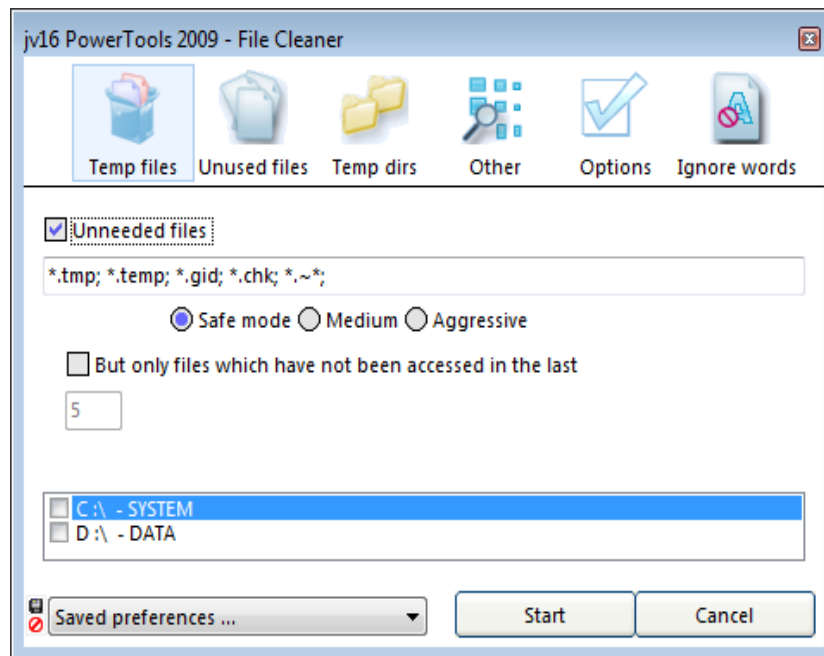 jv16 PowerTools 2009 - File Cleaner
Temp files Unused files Temp dirs Other Options Ignore words
Unneeded files
*.tmp; *.temp; *.gid; *.chk; *.~*;
Safe mode Medium Aggressive
But only files which have not been accessed in the last
5
C:\ - SYSTEM
D:\ - DATA
Saved preferences ... Start Cancel